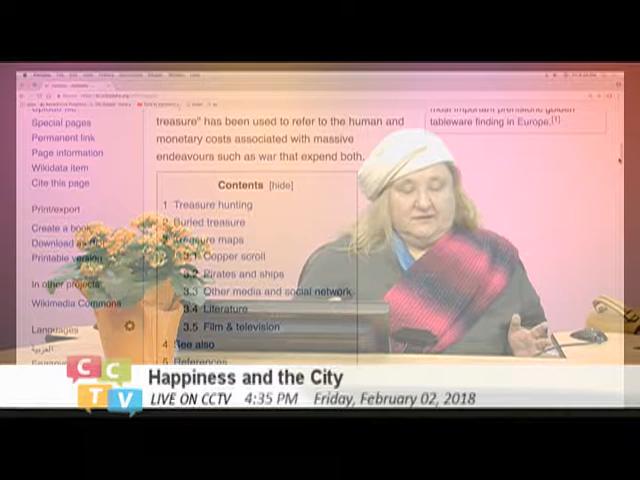 Special pages
Permanent link
Page information
Wikidata item
Cite this page
Print/export
Create a book
Download as
Printable version
In other projects
Wikimedia Commons
Languages
العربية
treasure" has been used to refer to the human and
monetary costs associated with massive
endeavours such as war that expend both.
Contents [hide]
1 Treasure hunting
2 Buried treasure
3 Treasure maps
3.1 Copper scroll
3.2 Pirates and ships
3.3 Other media and social network
3.4 Literature
3.5 Film & television
4 See also
5 References
most important prehistoric golden
tableware finding in Europe.[1]
CCTV
Happiness and the City
LIVE ON CCTV 4:35 PM Friday, February 02, 2018